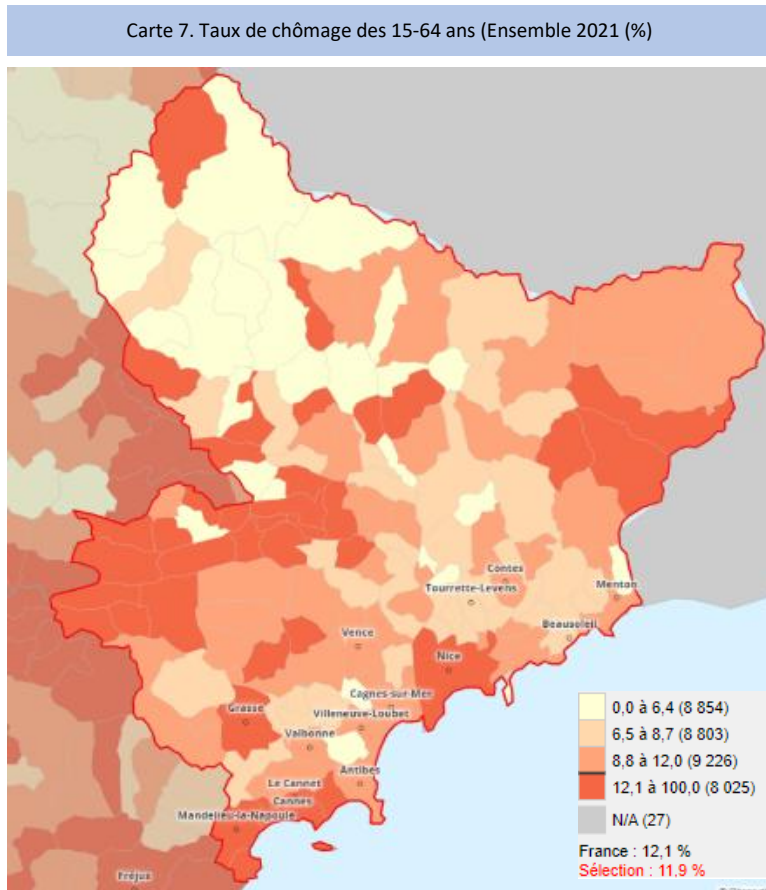 Carte 7. Taux de chômage des 15-64 ans (Ensemble 2021 (%)
Contes
Tourrette-Levens
Menton
Beausoleil
Vence
Nice
Cagnes-sur-Mer
Grasse
Villeneuve-Loubet
Valbonne
Antibes
Le Cannet
Cannes
Mandelieu-la-Napoule
Fréjus
0,0 à 6,4 (8 854)
6,5 à 8,7 (8 803)
8,8 à 12,0 (9 226)
12,1 à 100,0 (8 025)
N/A (27)
France : 12,1 %
Sélection : 11,9 %